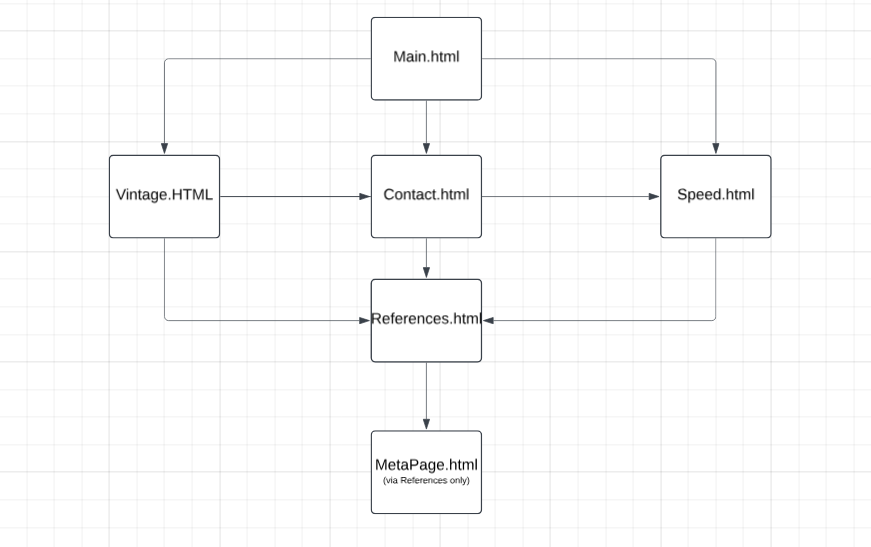 Main.html
Vintage.HTML
Contact.html
Speed.html
References.html
MetaPage.html
(via References only)